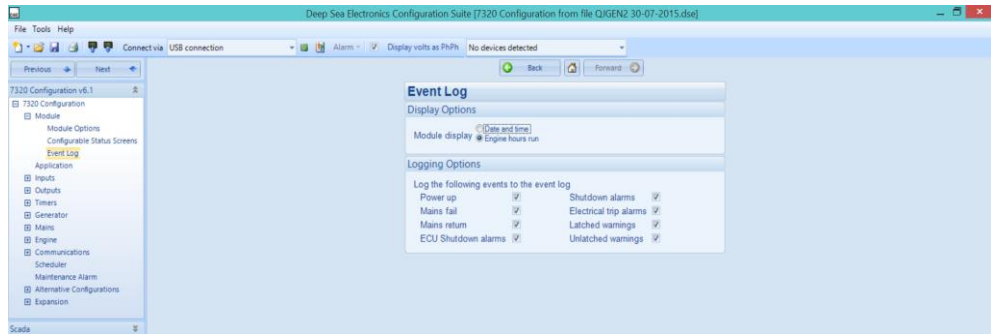 Deep Sea Electronics Configuration Suite [7320 Configuration from file QIGEN2 30-07-2015.dse]
File Tools Help
Connect via USB connection Alarm Display volts as PhPh No devices detected
Previous Next
Back Forward
7320 Configuration v6.1
7320 Configuration
Module
Module Options
Configurable Status Screens
Event Log
Application
Inputs
Outputs
Timers
Generator
Mains
Engine
Communications
Scheduler
Maintenance Alarm
Alternative Configurations
Expansion
Scada
Event Log
Display Options
Module display Date and time
Engine hours run
Logging Options
Log the following events to the event log
Power up Shutdown alarms
Mains fail Electrical trip alarms
Mains return Latched warnings
ECU Shutdown alarms Unlatched warnings